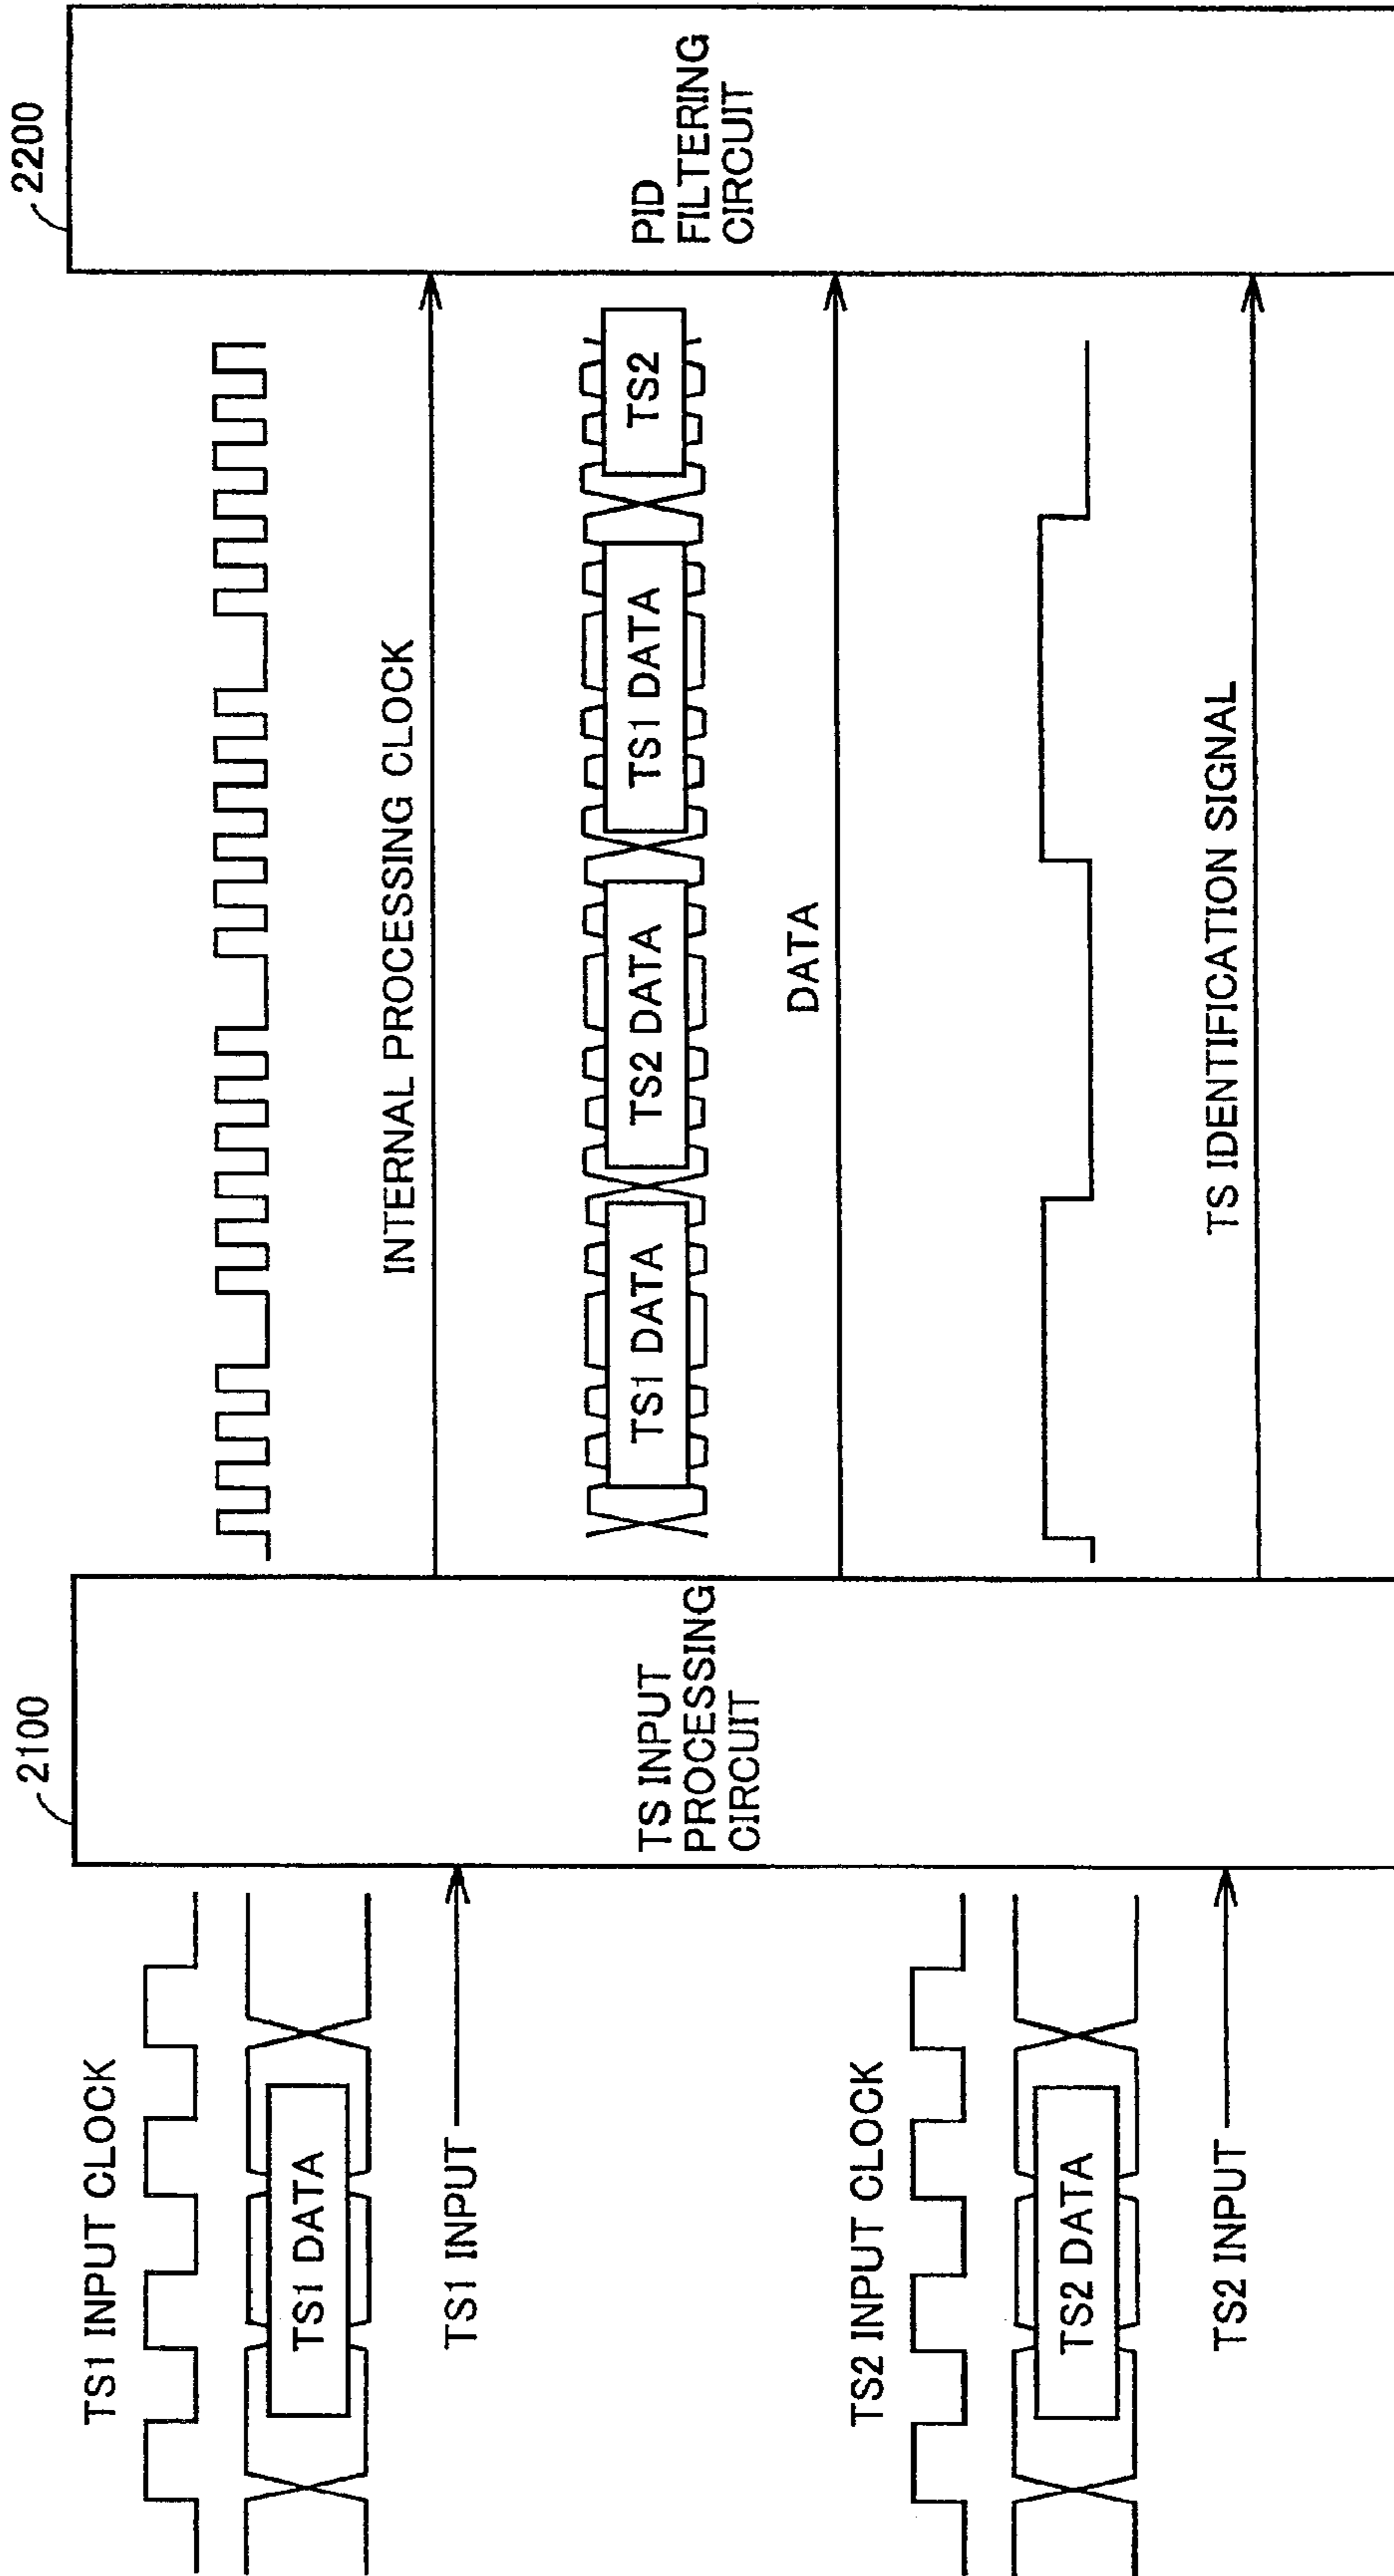 TS1 INPUT CLOCK
TS1 DATA
TS1 INPUT
TS2 INPUT CLOCK
TS2 DATA
TS2 INPUT
2100
TS INPUT
PROCESSING
CIRCUIT
INTERNAL PROCESSING CLOCK
TS1 DATA
TS2 DATA
TS1 DATA
TS2
DATA
TS IDENTIFICATION SIGNAL
2200
PID
FILTERING
CIRCUIT